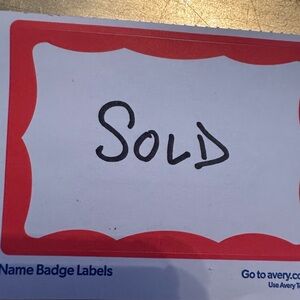 SOLD
Name Badge Labels
Go to avery.co
Use Avery T